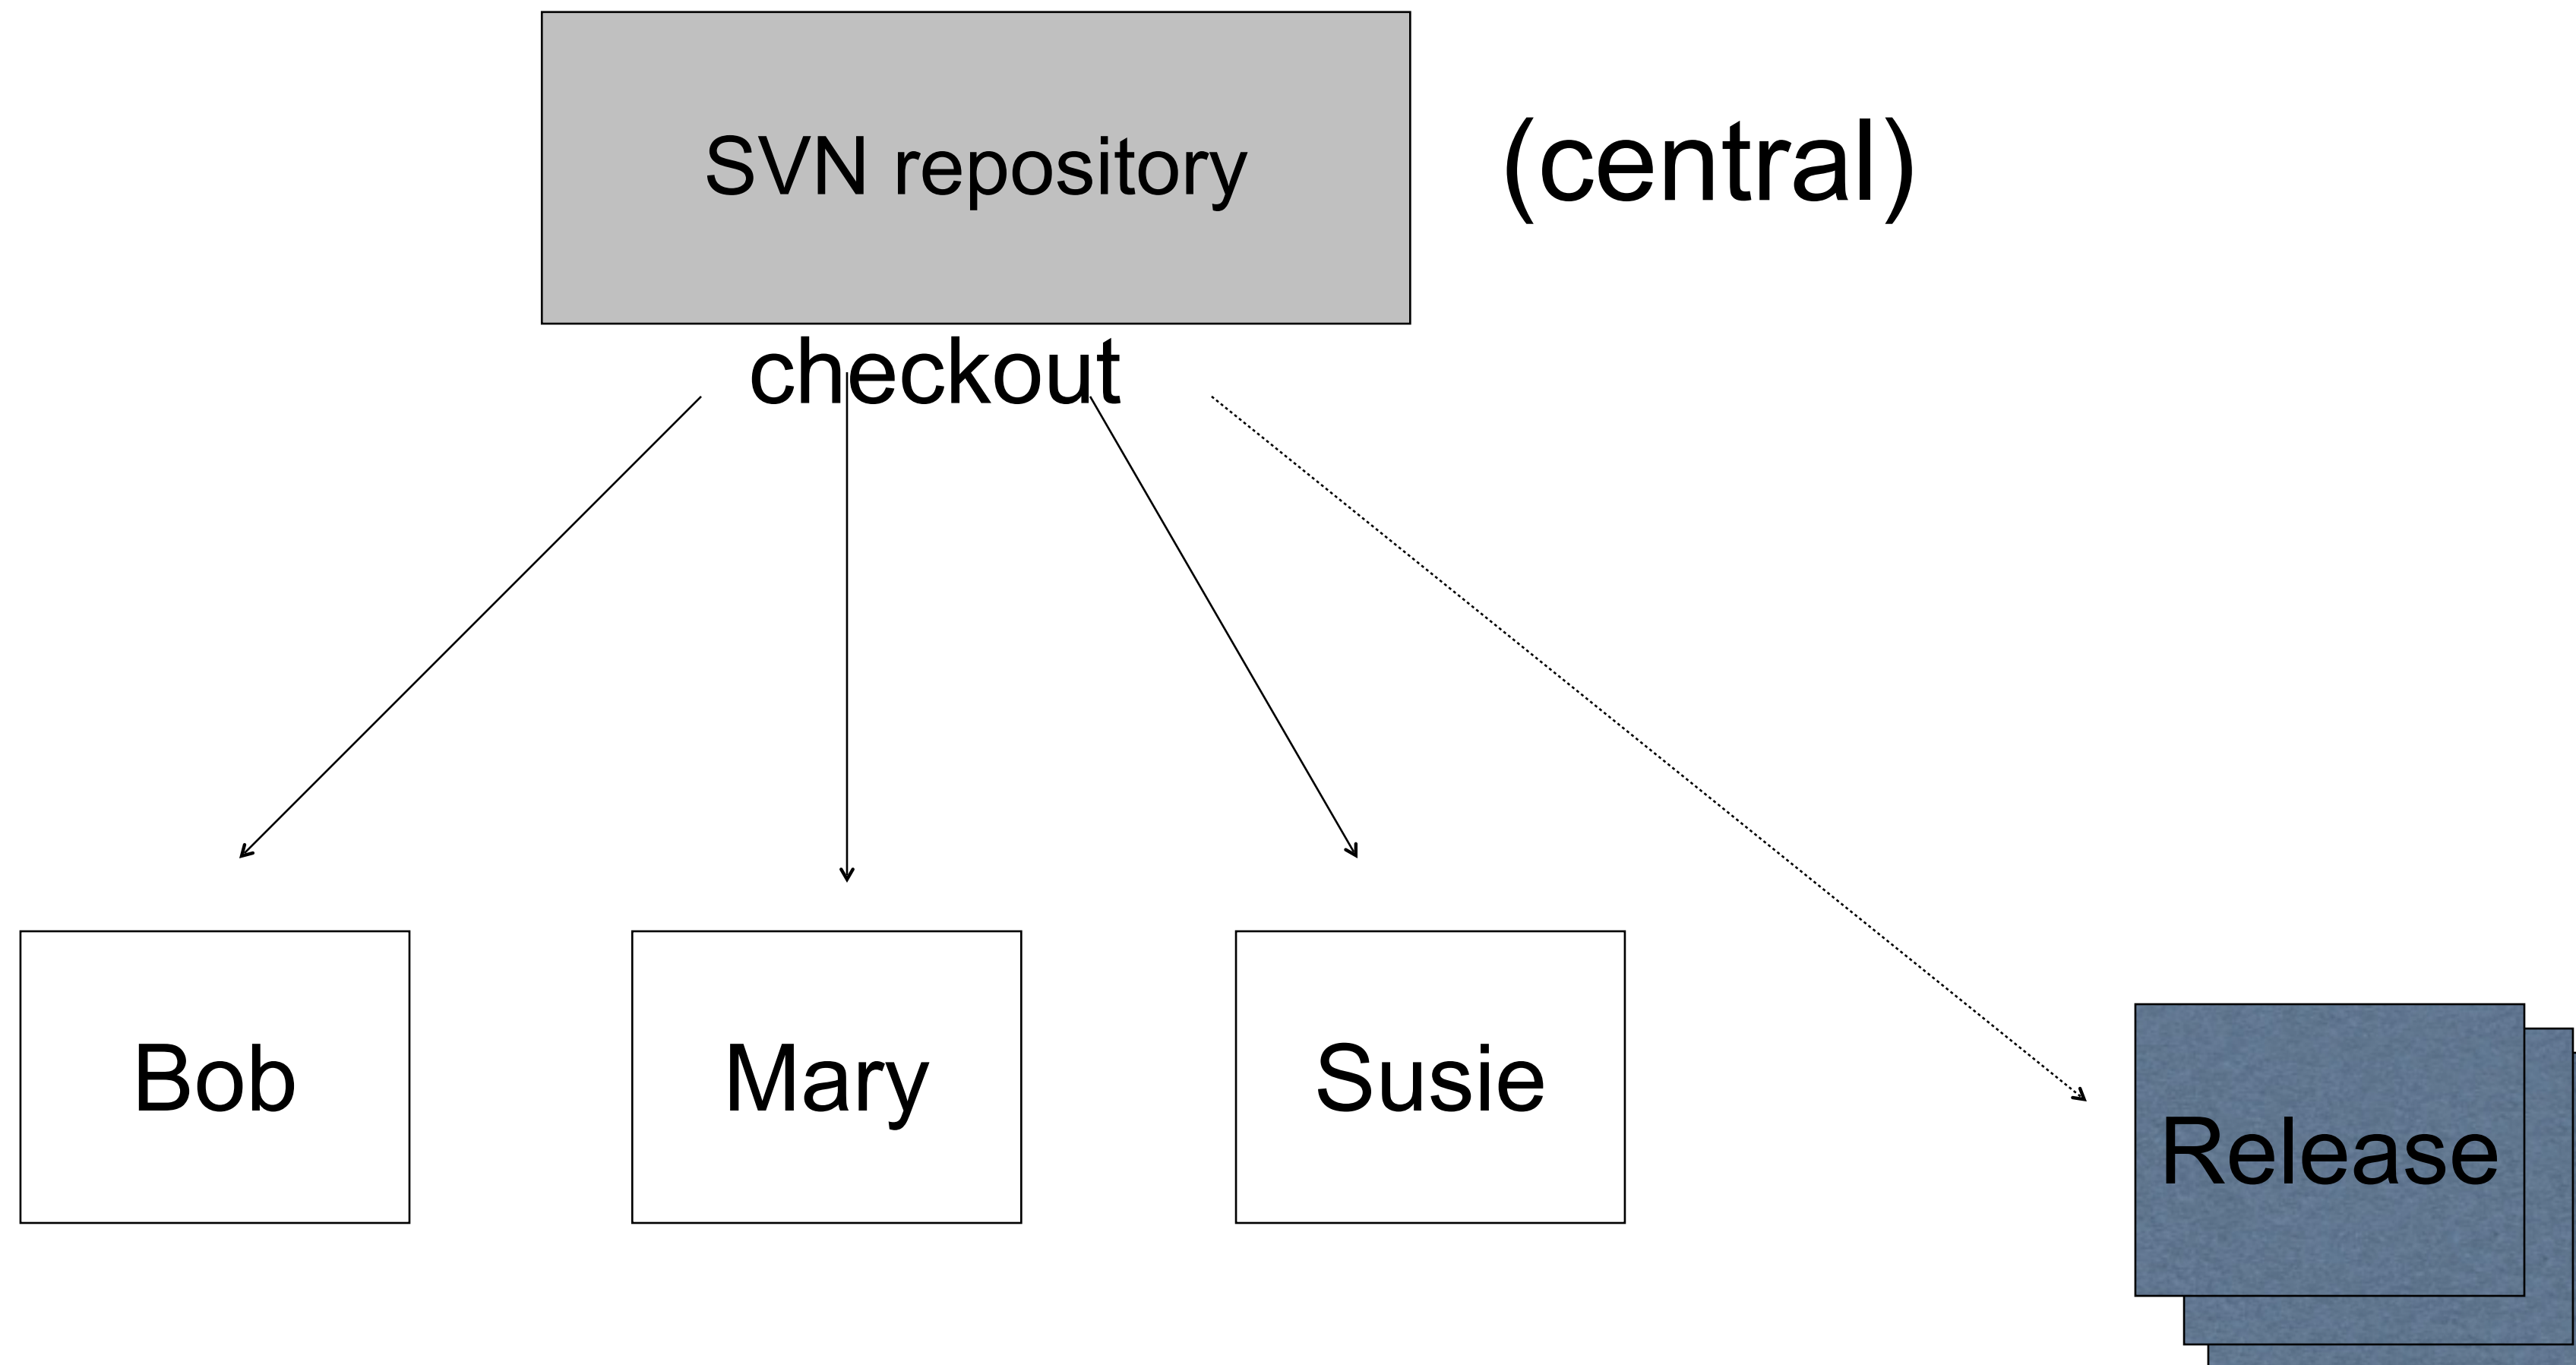 SVN repository
(central)
checkout
Bob
Mary
Susie
Release